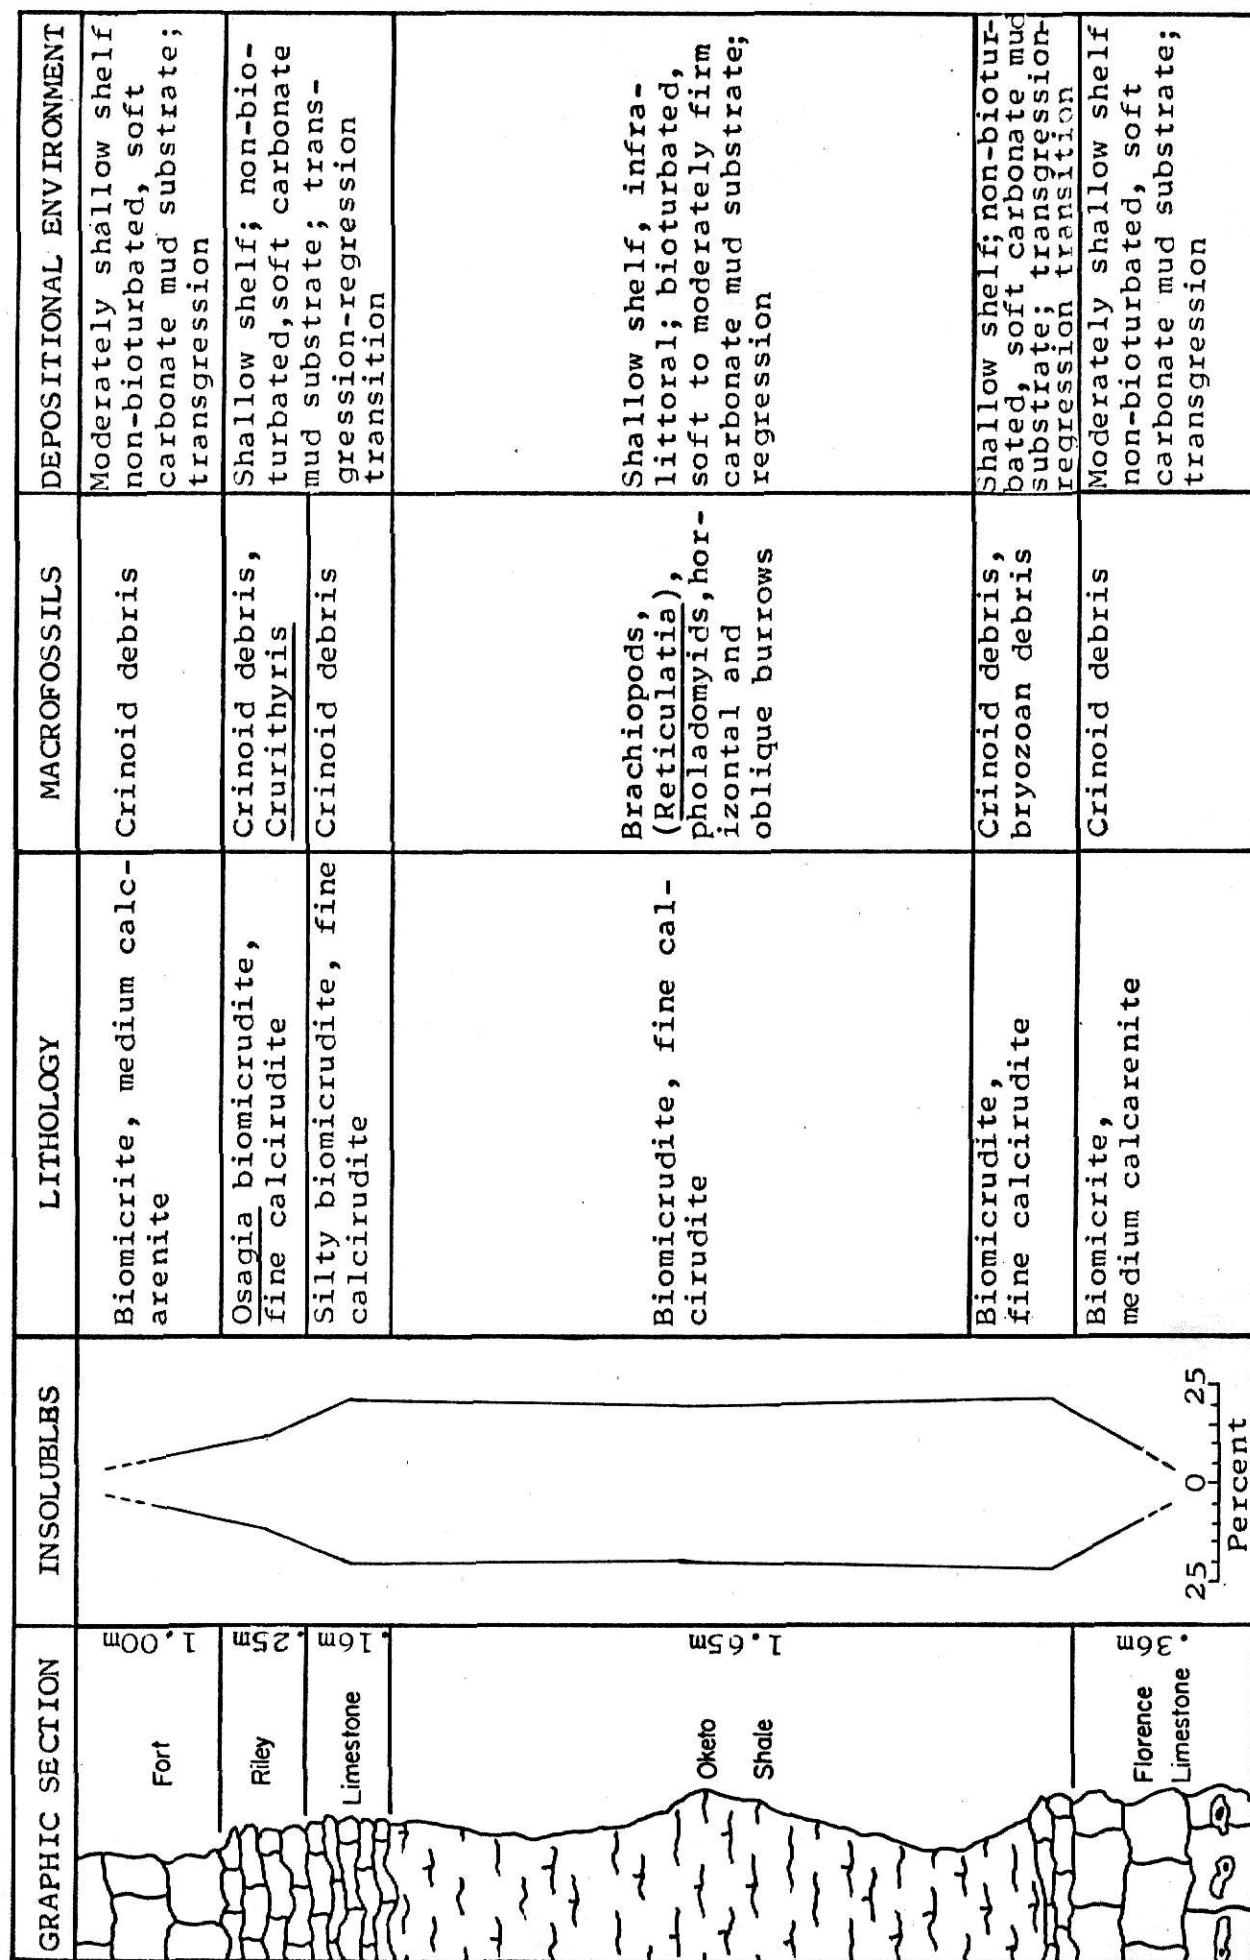 GRAPHIC SECTION
INSOLUBLBS
LITHOLOGY
MACROFOSSILS
DEPOSITIONAL ENVIRONMENT
Fort
1.00m
Biomicrite, medium calc-
arenite
Crinoid debris
Moderately shallow shelf
non-bioturbated, soft
carbonate mud substrate;
transgression
Riley
.25m
Osagia biomicrudite,
fine calcirudite
Crinoid debris,
Crurithyris
Shallow shelf; non-bio-
turbated,soft carbonate
mud substrate; trans-
gression-regression
transition
Limestone
.16m
Silty biomicrudite, fine
calcirudite
Crinoid debris
Oketo
Shale
1.65m
Biomicrudite, fine cal-
cirudite
Brachiopods,
(Reticulatia),
pholadomyids,hor-
izontal and
oblique burrows
Shallow shelf, infra-
littoral; bioturbated,
soft to moderately firm
carbonate mud substrate;
regression
Biomicrudite,
fine calcirudite
Crinoid debris,
bryozoan debris
Shallow shelf; non-biotur-
bated, soft carbonate mud
substrate; transgression-
regression transition
Florence
Limestone
.36m
Biomicrite,
medium calcarenite
Crinoid debris
Moderately shallow shelf
non-bioturbated, soft
carbonate mud substrate;
transgression
25 0 25
Percent